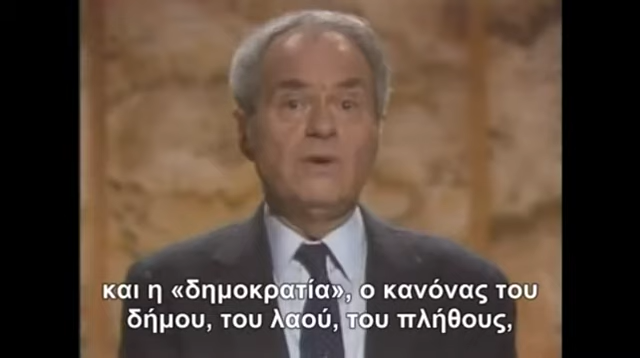 και η «δημοκρατία», ο κανόνας του
δήμου, του λαού, του πλήθους,